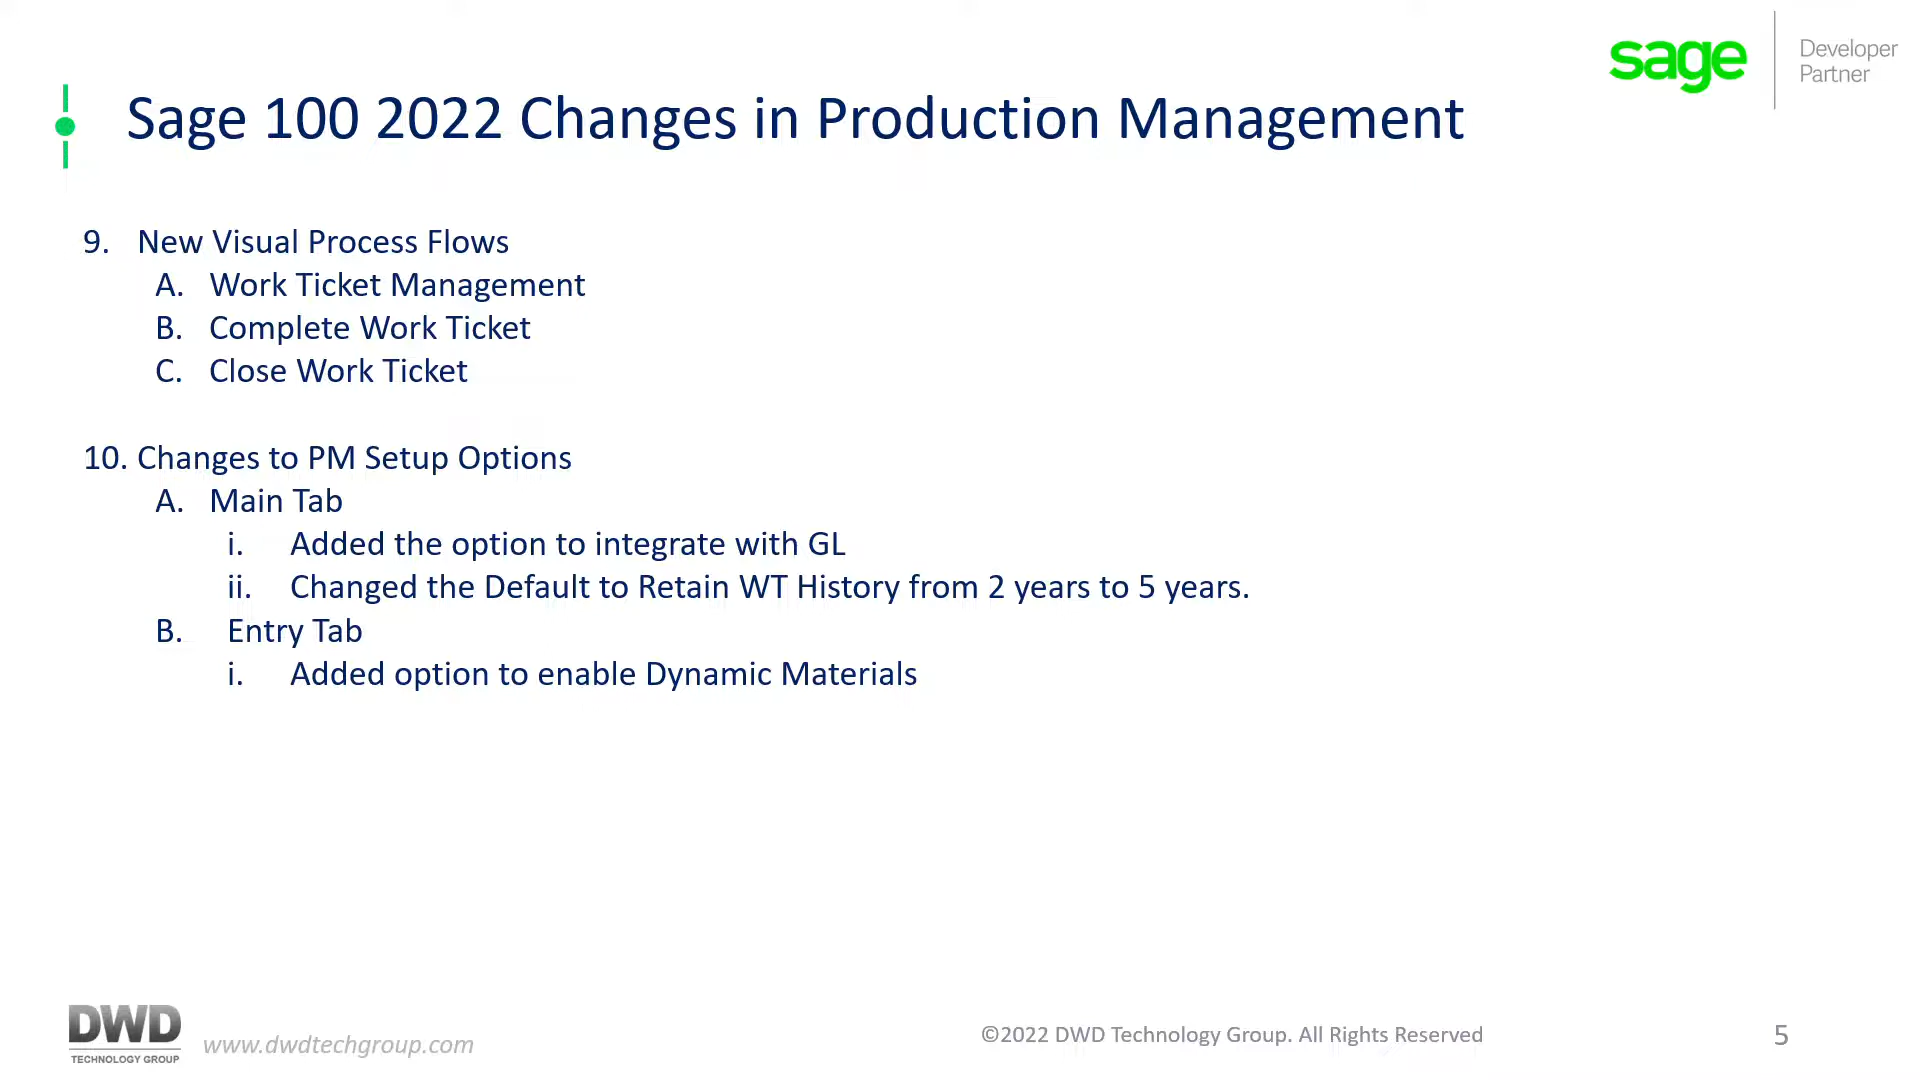 sage
Developer
Partner
Sage 100 2022 Changes in Production Management
9. New Visual Process Flows
A. Work Ticket Management
B. Complete Work Ticket
C. Close Work Ticket
10. Changes to PM Setup Options
A. Main Tab
i. Added the option to integrate with GL
ii. Changed the Default to Retain WT History from 2 years to 5 years.
B. Entry Tab
i. Added option to enable Dynamic Materials
DWD
TECHNOLOGY GROUP
www.dwdtechgroup.com
©2022 DWD Technology Group. All Rights Reserved
5